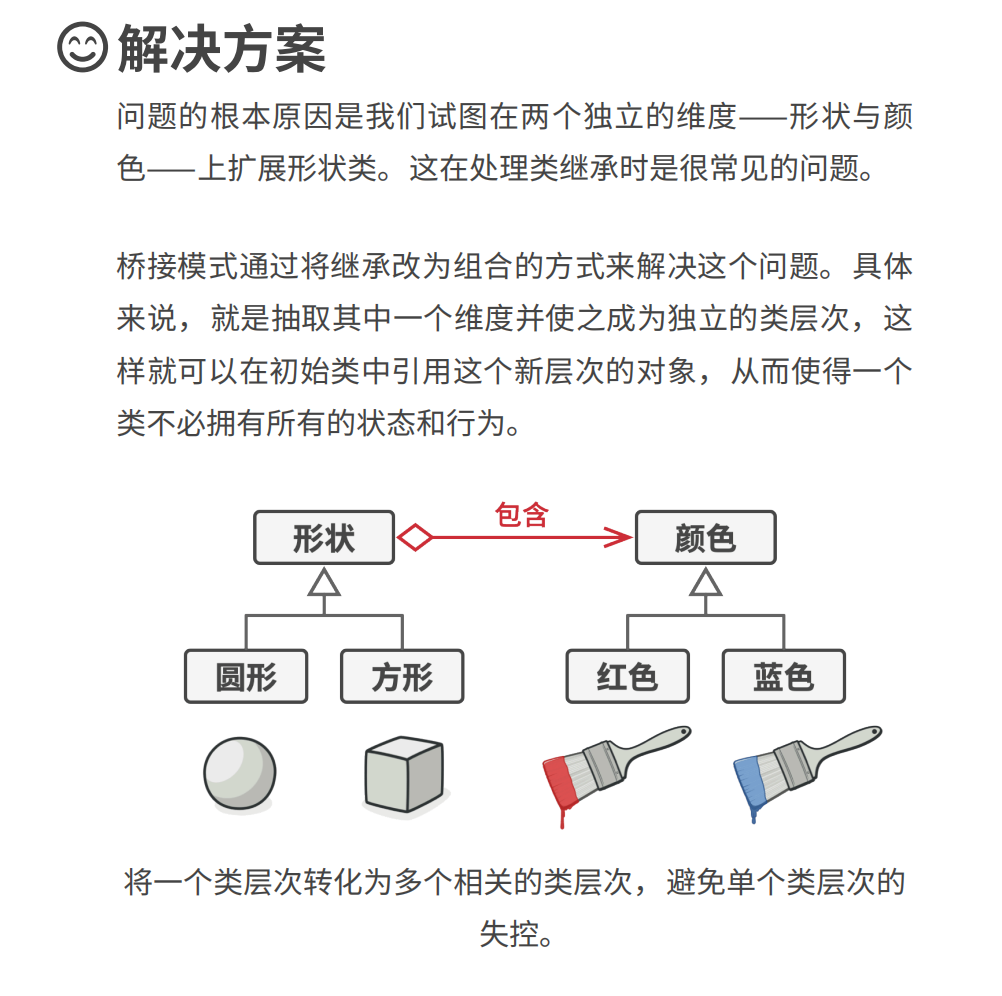 解决方案
问题的根本原因是我们试图在两个独立的维度——形状与颜
色——上扩展形状类。这在处理类继承时是很常见的问题。
桥接模式通过将继承改为组合的方式来解决这个问题。具体
来说，就是抽取其中一个维度并使之成为独立的类层次，这
样就可以在初始类中引用这个新层次的对象，从而使得一个
类不必拥有所有的状态和行为。
包含
形状
颜色
圆形
方形
红色
蓝色
将一个类层次转化为多个相关的类层次，避免单个类层次的
失控。